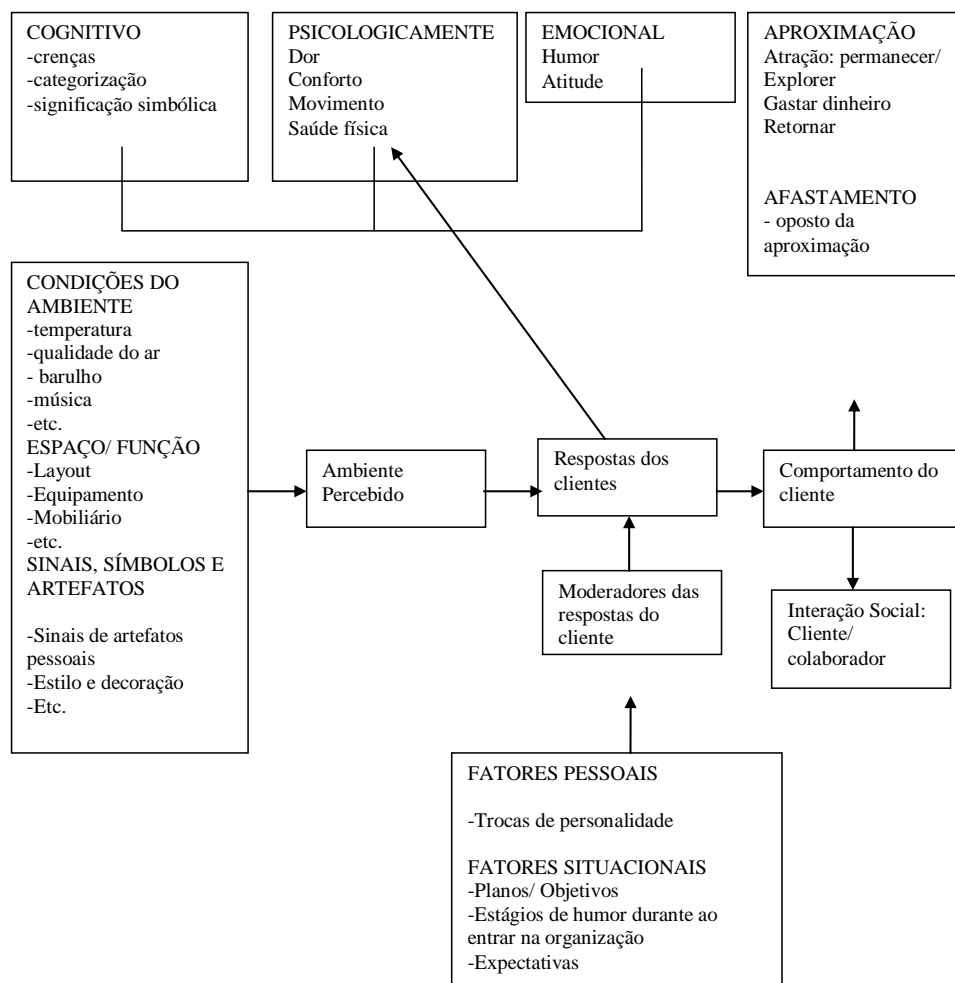 COGNITIVO
-crenças
-categorização
-significação simbólica
PSICOLOGICAMENTE
Dor
Conforto
Movimento
Saúde física
EMOCIONAL
Humor
Atitude
APROXIMAÇÃO
Atração: permanecer/
Explorer
Gastar dinheiro
Retornar
AFASTAMENTO
- oposto da
aproximação
CONDIÇÕES DO
AMBIENTE
-temperatura
-qualidade do ar
- barulho
-música
-etc.
ESPAÇO/ FUNÇÃO
-Layout
-Equipamento
-Mobiliário
-etc.
SINAIS, SÍMBOLOS E
ARTEFATOS
-Sinais de artefatos
pessoais
-Estilo e decoração
-Etc.
Ambiente
Percebido
Respostas dos
clientes
Comportamento do
cliente
Moderadores das
respostas do
cliente
Interação Social:
Cliente/
colaborador
FATORES PESSOAIS
-Trocas de personalidade
FATORES SITUACIONAIS
-Planos/ Objetivos
-Estágios de humor durante ao
entrar na organização
-Expectativas